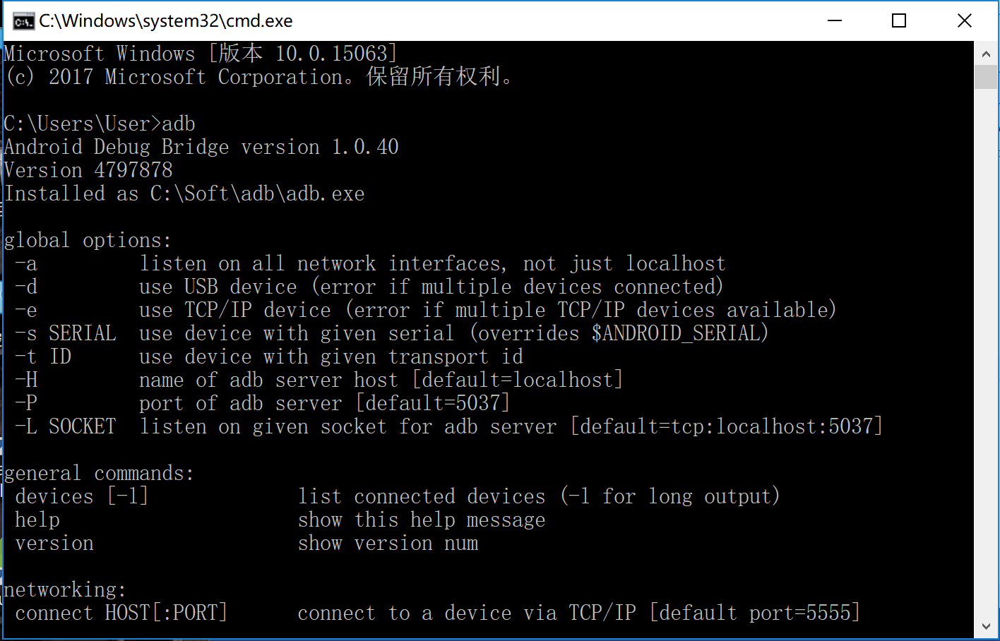 C:\Windows\system32\cmd.exe
Microsoft Windows [版本 10.0.15063]
(c) 2017 Microsoft Corporation。保留所有权利。
C:\Users\User>adb
Android Debug Bridge version 1.0.40
Version 4797878
Installed as C:\Soft\adb\adb.exe
global options:
-a listen on all network interfaces, not just localhost
-d use USB device (error if multiple devices connected)
-e use TCP/IP device (error if multiple TCP/IP devices available)
-s SERIAL use device with given serial (overrides $ANDROID_SERIAL)
-t ID use device with given transport id
-H name of adb server host [default=localhost]
-P port of adb server [default=5037]
-L SOCKET listen on given socket for adb server [default=tcp:localhost:5037]
general commands:
devices [-l] list connected devices (-l for long output)
help show this help message
version show version num
networking:
connect HOST[:PORT] connect to a device via TCP/IP [default port=5555]